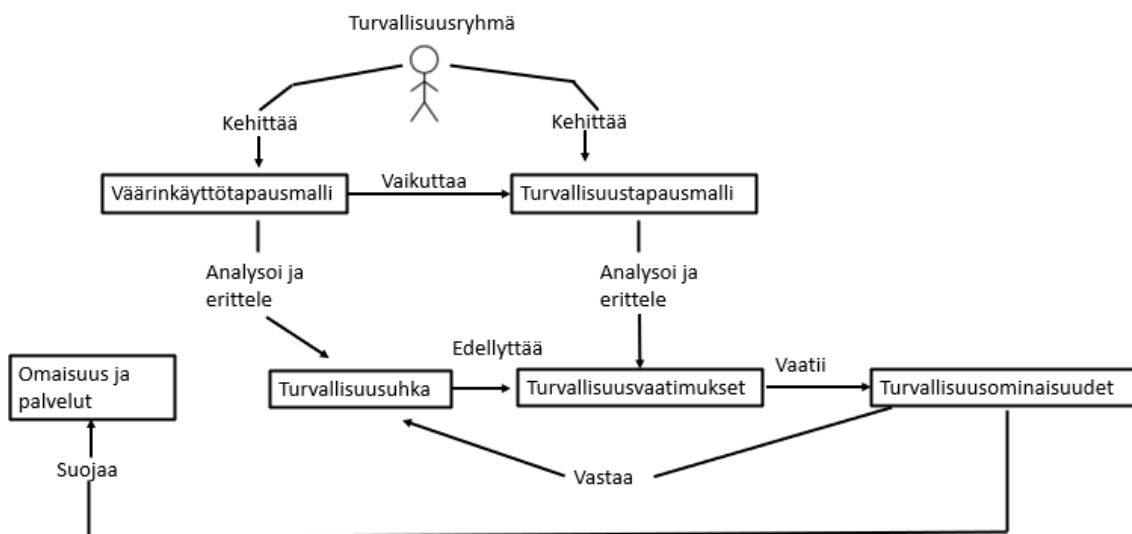 Turvallisuusryhmä
Kehittää
Kehittää
Väärinkäyttötapausmalli
Vaikuttaa
Turvallisuustapausmalli
Analysoi ja
erittele
Analysoi ja
erittele
Omaisuus ja
palvelut
Turvallisuusuhka
Edellyttää
Turvallisuusvaatimukset
Vaatii
Turvallisuusominaisuudet
Suojaa
Vastaa